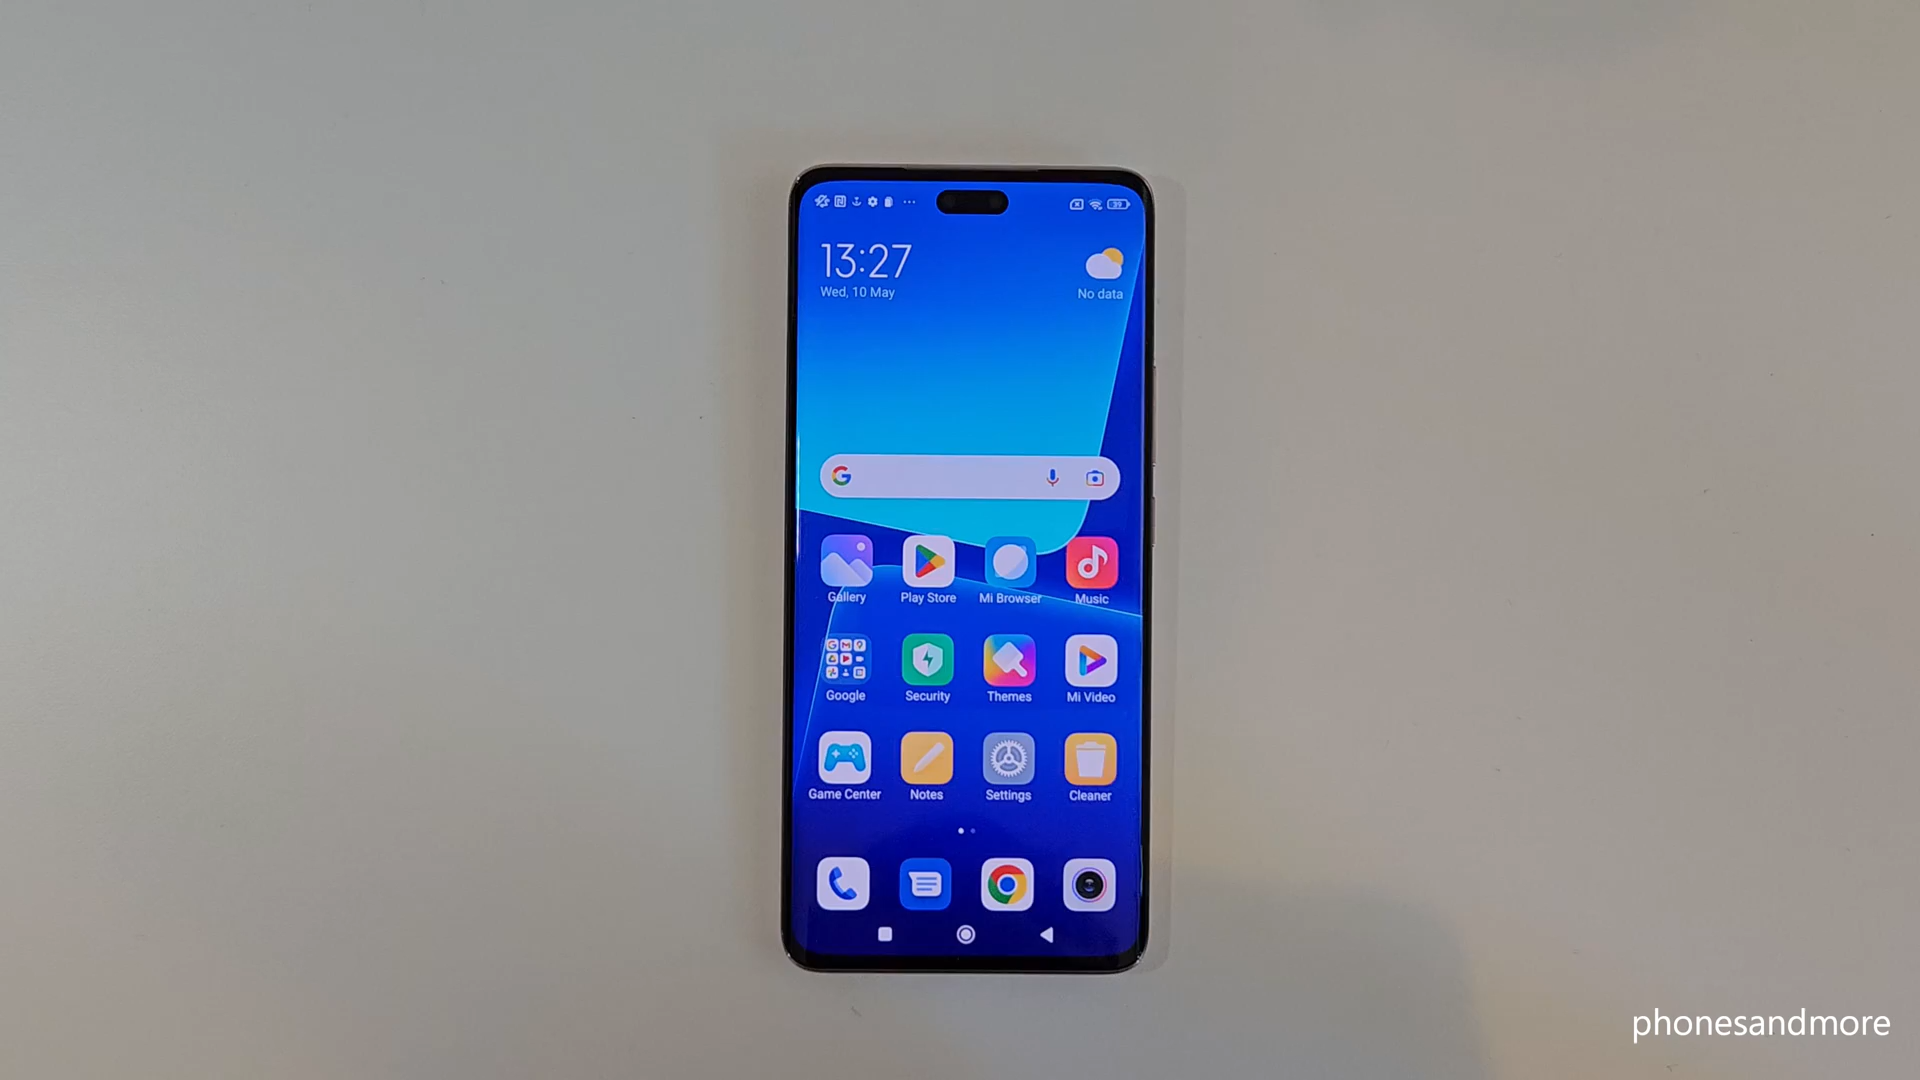 13:27
Wed, 10 May
No data
Gallery Play Store Mi Browser Music
Google Security Themes Mi Video
Game Center Notes Settings Cleaner
phonesandmore